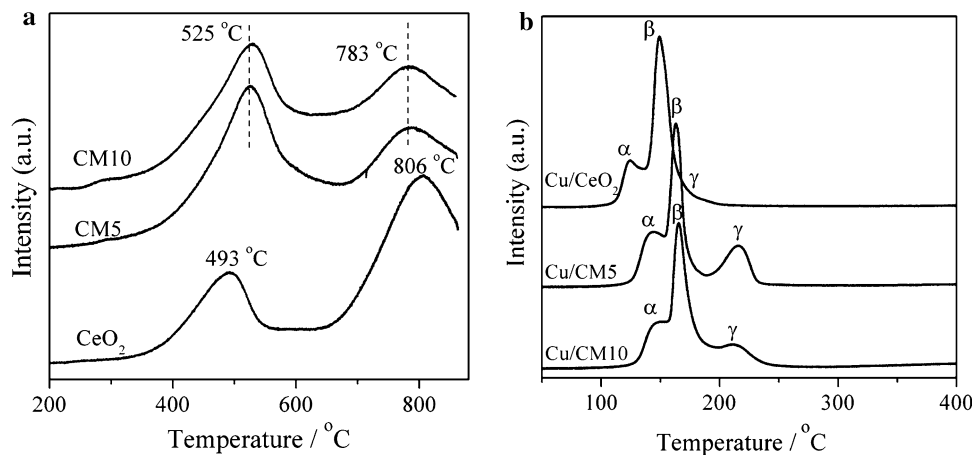 a
525 °C
783 °C
CM10
CM5
806 °C
493 °C
CeO₂
Intensity (a.u.)
200 400 600 800
Temperature / °C
b
β
α
γ
Cu/CeO₂
β
α
γ
Cu/CM5
β
α
γ
Cu/CM10
Intensity (a.u.)
100 200 300 400
Temperature / °C